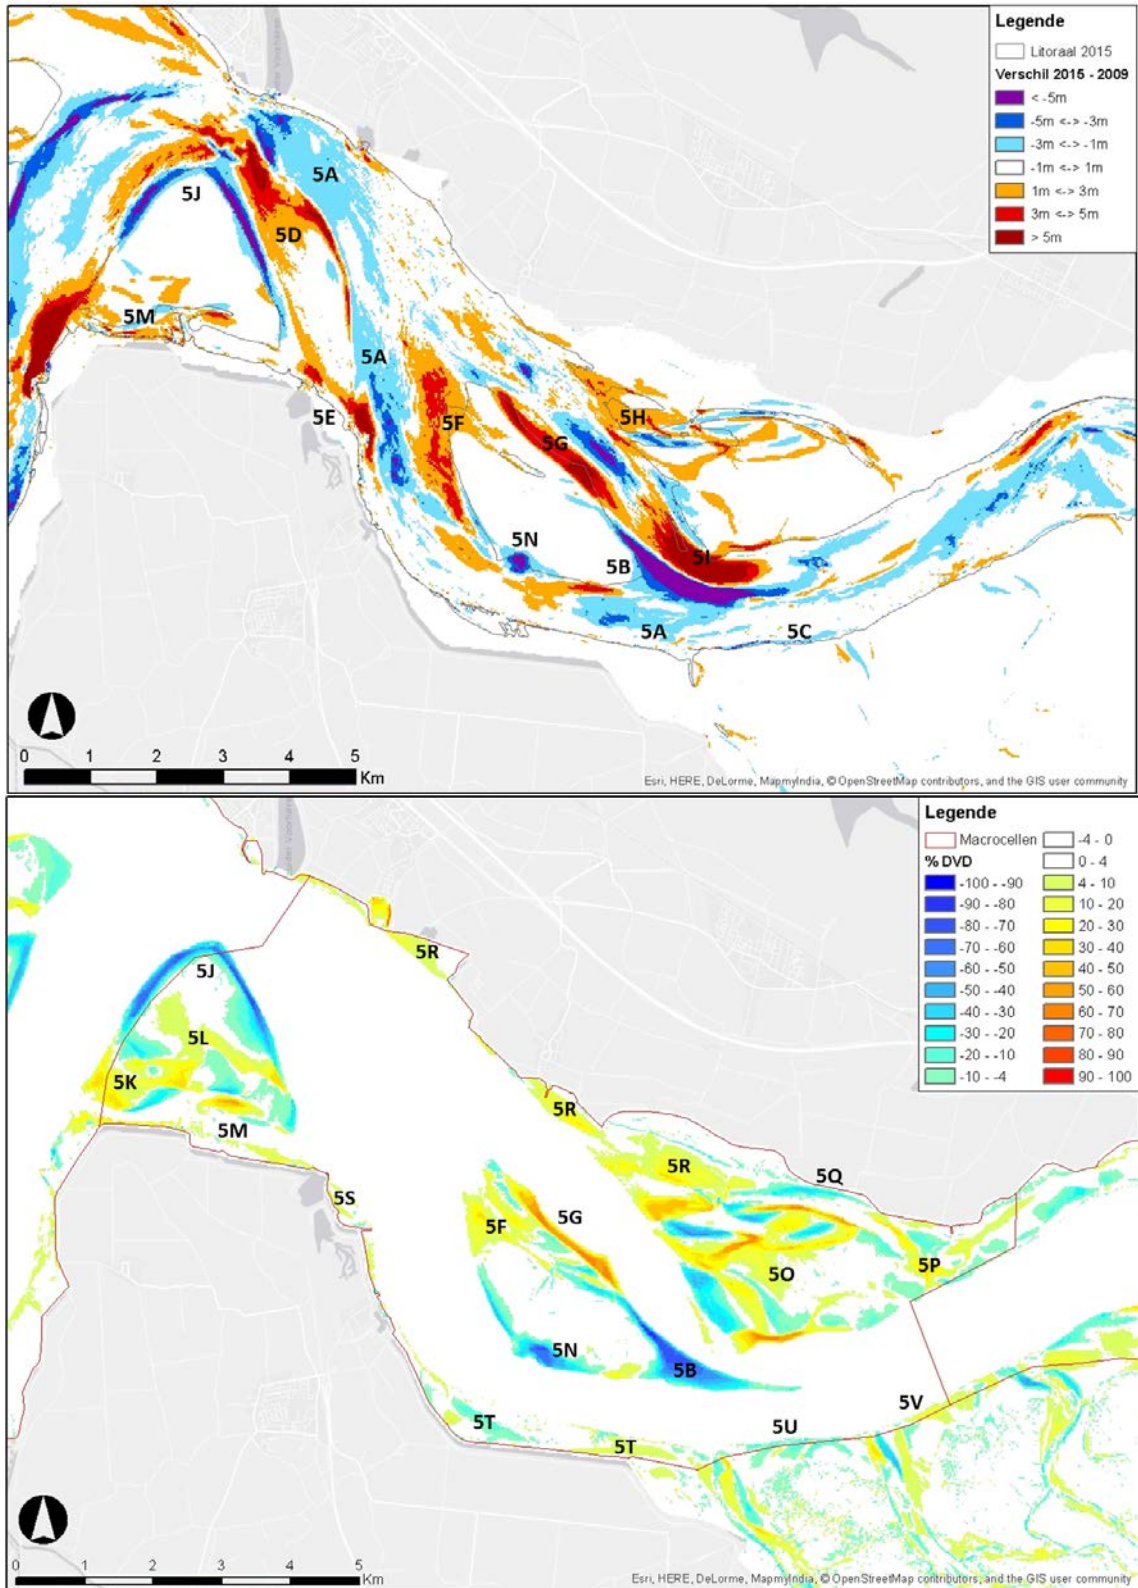 Legende
Litoraal 2015
Verschil 2015 - 2009
< -5m
-5m <-> -3m
-3m <-> -1m
-1m <-> 1m
1m <-> 3m
3m <-> 5m
> 5m
5A
5J
5D
5M
5A
5E
5F
5H
5G
5N
5B
5I
5A
5C
0 1 2 3 4 5
Km
Esri, HERE, DeLorme, MapmyIndia, © OpenStreetMap contributors, and the GIS user community
Legende
Macrocellen
% DVD
-100 - -90
-90 - -80
-80 - -70
-70 - -60
-60 - -50
-50 - -40
-40 - -30
-30 - -20
-20 - -10
-10 - -4
-4 - 0
0 - 4
4 - 10
10 - 20
20 - 30
30 - 40
40 - 50
50 - 60
60 - 70
70 - 80
80 - 90
90 - 100
5R
5J
5L
5K
5R
5M
5R
5Q
5S
5G
5F
5P
5O
5N
5B
5V
5T
5U
5T
0 1 2 3 4 5
Km
Esri, HERE, DeLorme, MapmyIndia, © OpenStreetMap contributors, and the GIS user community